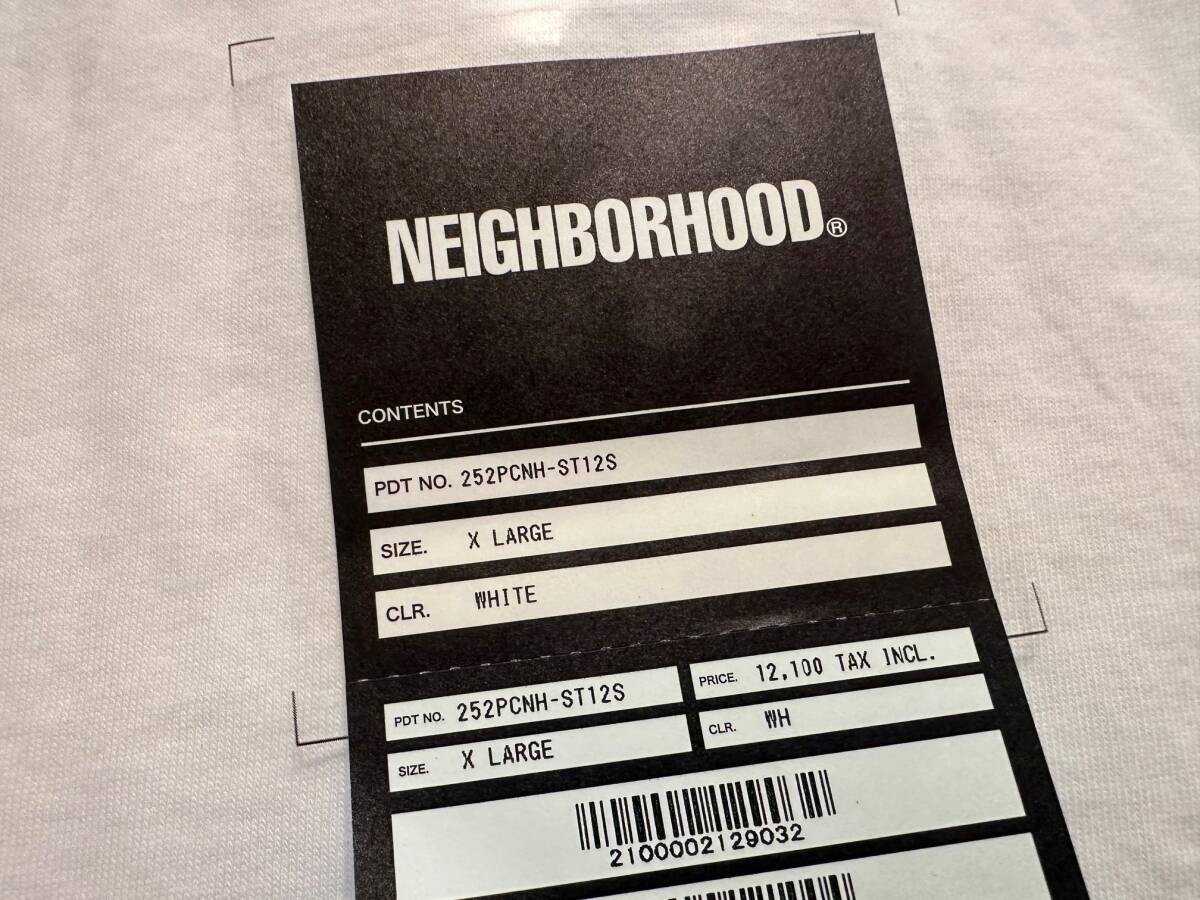 NEIGHBORHOOD®
CONTENTS
PDT NO. 252PCNH-ST12S
SIZE. X LARGE
CLR. WHITE
PDT NO. 252PCNH-ST12S
PRICE. 12,100 TAX INCL.
SIZE. X LARGE
CLR. WH
2100002129032